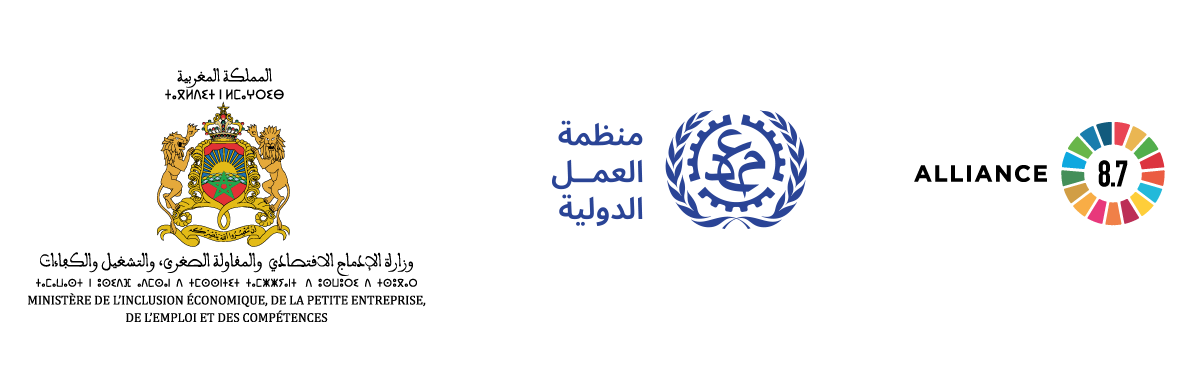 المملكة المغربية
ⵜⴰⴳⵍⴷⵉⵜ ⵏ ⵍⵎⵖⵔⵉⴱ
وزارة الإدماج الاقتصادي والمقاولة الصغرى، والتشغيل والكفاءات
MINISTÈRE DE L’INCLUSION ÉCONOMIQUE, DE LA PETITE ENTREPRISE,
DE L’EMPLOI ET DES COMPÉTENCES
منظمة
العمل
الدولية
ALLIANCE
8.7